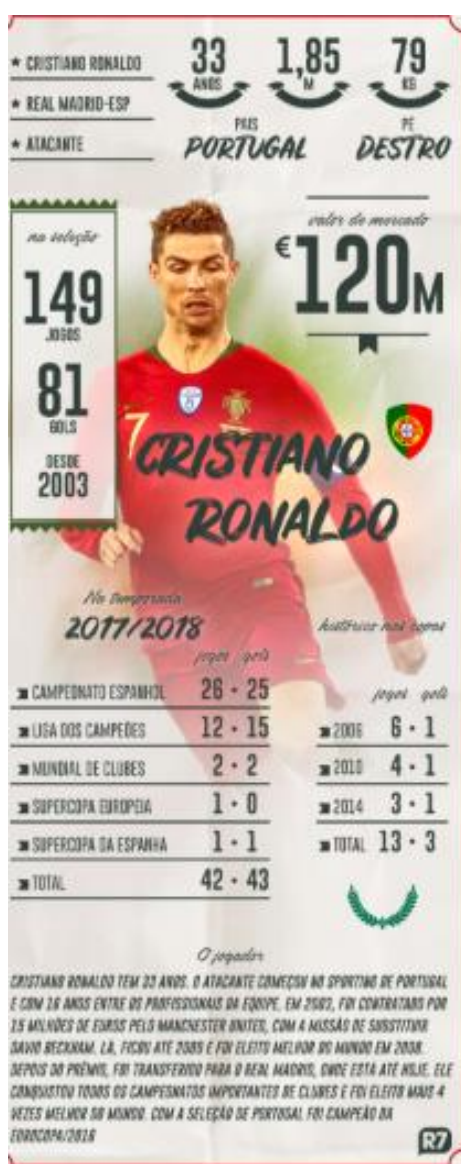 ★ CRISTIANO RONALDO
★ REAL MADRID-ESP
★ ATACANTE
33
ANOS
1,85
M
79
KG
PAÍS
PORTUGAL
PÉ
DESTRO
na seleção
149
JOGOS
81
GOLS
DESDE
2003
valor de mercado
€120M
7
CRISTIANO
RONALDO
Na temporada
2017/2018
jogos gols
CAMPEONATO ESPANHOL 26 · 25
LIGA DOS CAMPEÕES 12 · 15
MUNDIAL DE CLUBES 2 · 2
SUPERCOPA EUROPEIA 1 · 0
SUPERCOPA DA ESPANHA 1 · 1
TOTAL 42 · 43
histórico nas copas
jogos gols
2006 6 · 1
2010 4 · 1
2014 3 · 1
TOTAL 13 · 3
O jogador
CRISTIANO RONALDO TEM 33 ANOS. O ATACANTE COMEÇOU NO SPORTING DE PORTUGAL
E COM 16 ANOS ENTRE OS PROFISSIONAIS DA EQUIPE. EM 2003, FOI CONTRATADO POR
15 MILHÕES DE EUROS PELO MANCHESTER UNITED, COM A MISSÃO DE SUBSTITUIR
DAVID BECKHAM. LÁ, FICOU ATÉ 2009 E FOI ELEITO MELHOR DO MUNDO EM 2008.
DEPOIS DO PRÊMIO, FOI TRANSFERIDO PARA O REAL MADRID, ONDE ESTÁ ATÉ HOJE. ELE
CONQUISTOU TODOS OS CAMPEONATOS IMPORTANTES DE CLUBES E FOI ELEITO MAIS 4
VEZES MELHOR DO MUNDO. COM A SELEÇÃO DE PORTUGAL FOI CAMPEÃO DA
EUROCOPA/2016
R7